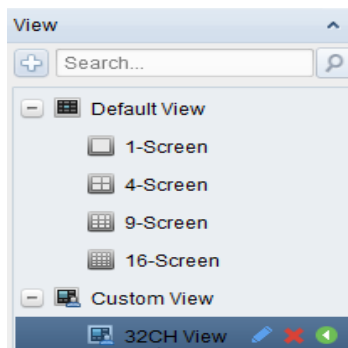 View
Search...
Default View
1-Screen
4-Screen
9-Screen
16-Screen
Custom View
32CH View